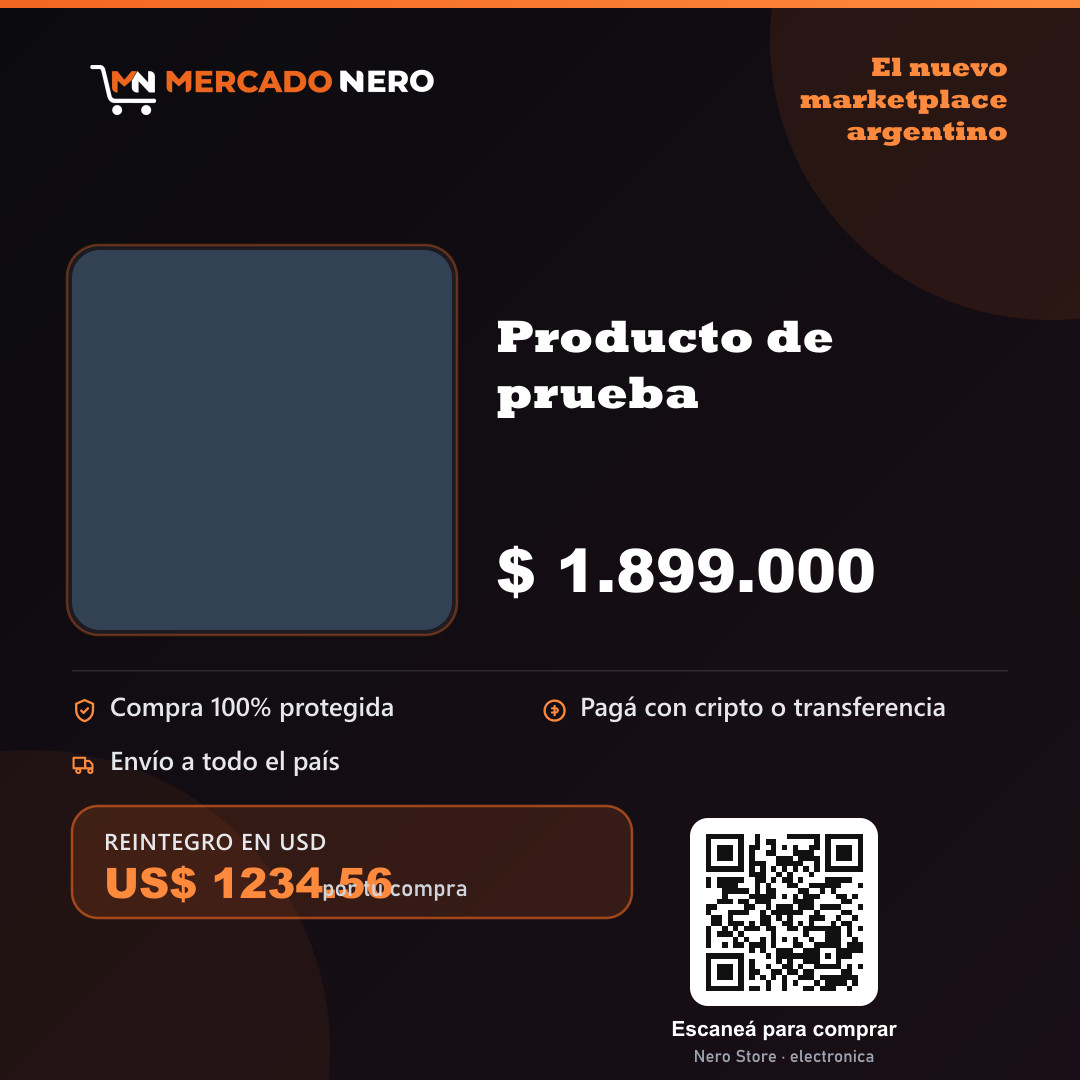 MN MERCADO NERO
El nuevo
marketplace
argentino
Producto de
prueba
$ 1.899.000
Compra 100% protegida
Pagá con cripto o transferencia
Envío a todo el país
REINTEGRO EN USD
US$ 1234.56
por tu compra
Escaneá para comprar
Nero Store · electronica